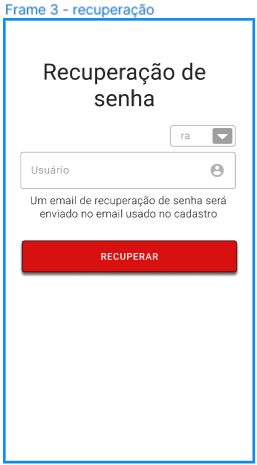 Frame 3 - recuperação
Recuperação de
senha
ra
Usuário
Um email de recuperação de senha será
enviado no email usado no cadastro
RECUPERAR